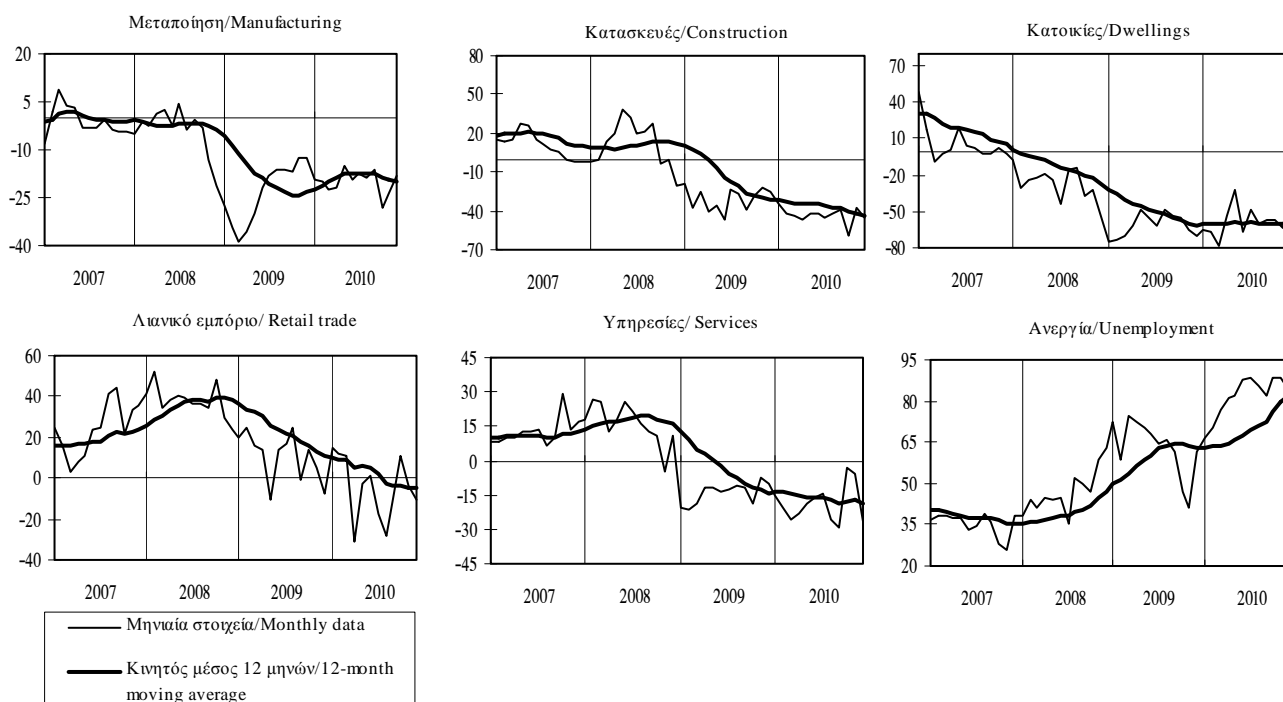 Μεταποίηση/Manufacturing
20
5
-10
-25
-40
2007 2008 2009 2010
Κατασκευές/Construction
80
50
20
-10
-40
-70
2007 2008 2009 2010
Κατοικίες/Dwellings
70
40
10
-20
-50
-80
2007 2008 2009 2010
Λιανικό εμπόριο/ Retail trade
60
40
20
0
-20
-40
2007 2008 2009 2010
Υπηρεσίες/ Services
45
30
15
0
-15
-30
-45
2007 2008 2009 2010
Ανεργία/Unemployment
95
80
65
50
35
20
2007 2008 2009 2010
Μηνιαία στοιχεία/Monthly data
Κινητός μέσος 12 μηνών/12-month
moving average